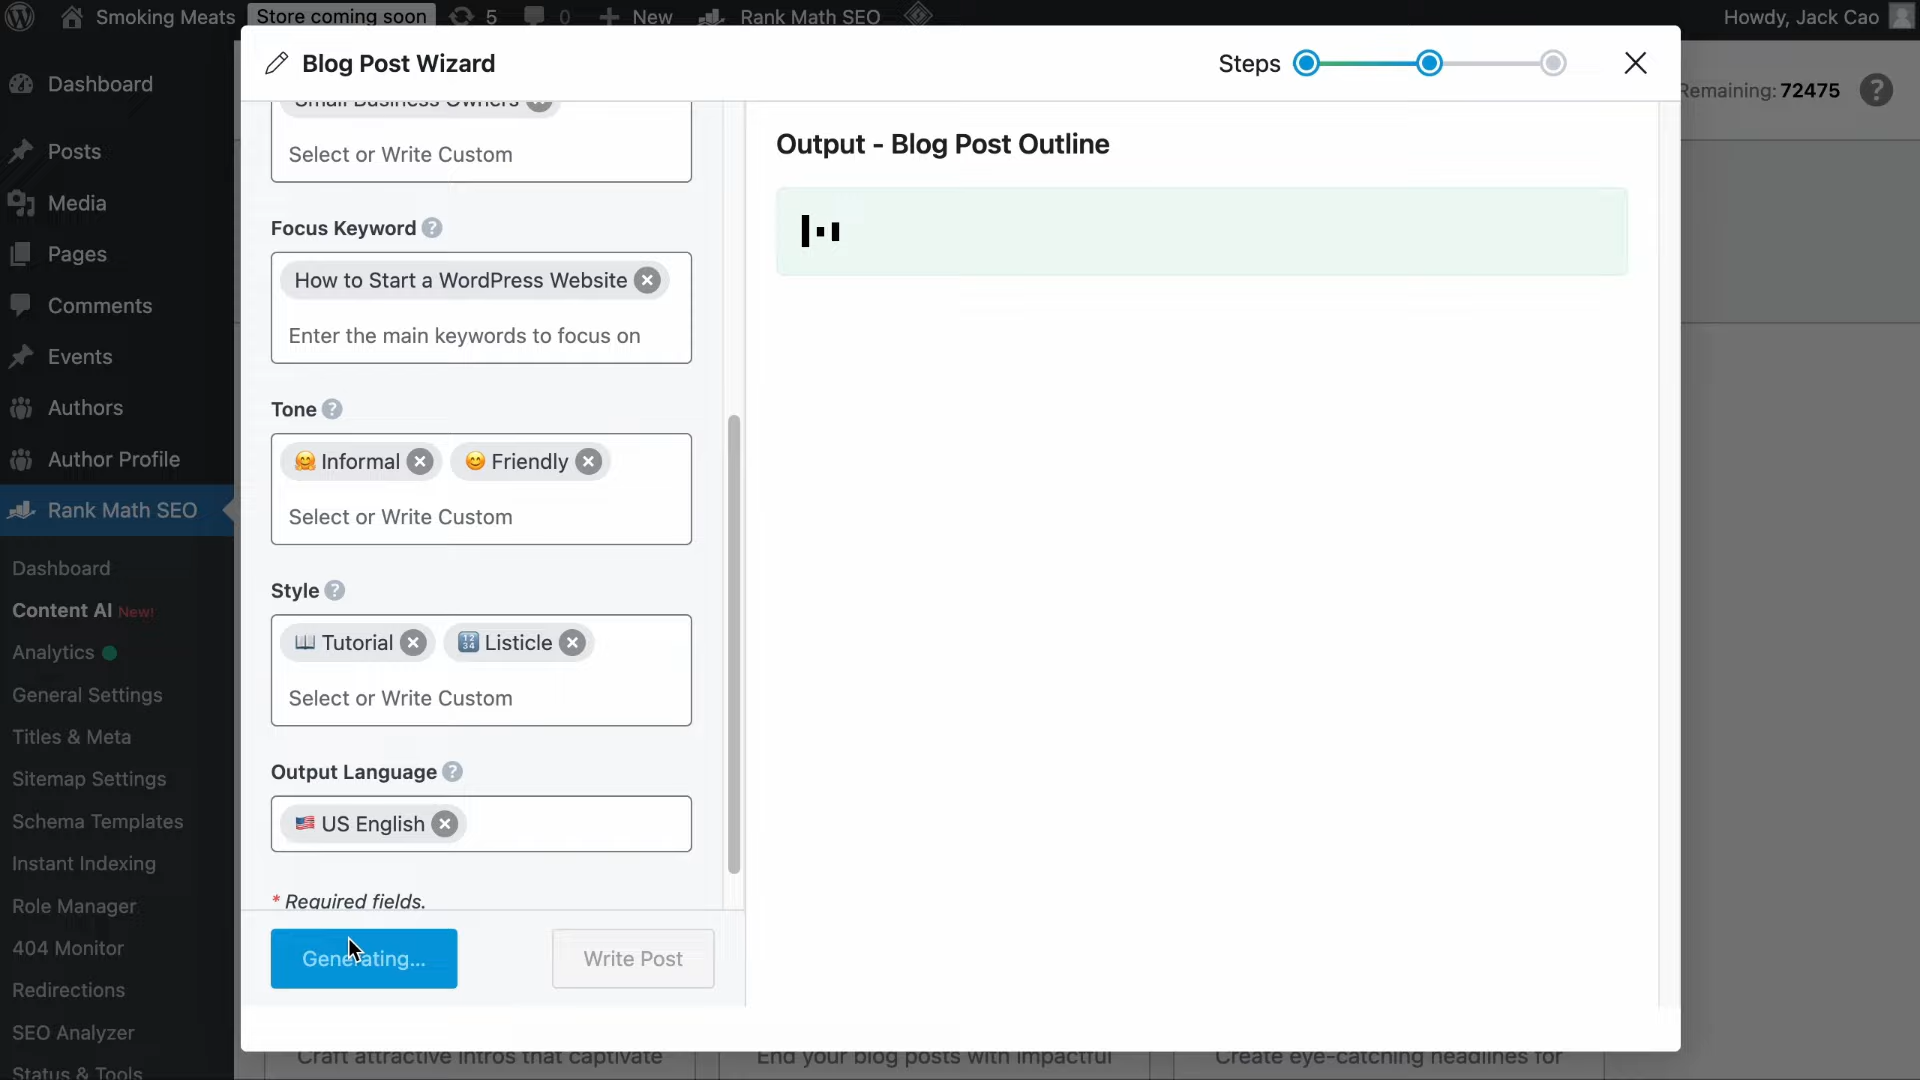 Smoking Meats
Store coming soon
5
0
New
Rank Math SEO
Howdy, Jack Cao
Blog Post Wizard
Steps
Remaining: 72475
?
Dashboard
Posts
Media
Pages
Comments
Events
Authors
Author Profile
Rank Math SEO
Dashboard
Content AI New!
Analytics
General Settings
Titles & Meta
Sitemap Settings
Schema Templates
Instant Indexing
Role Manager
404 Monitor
Redirections
SEO Analyzer
Status & Tools
Small Business Owners
Select or Write Custom
Focus Keyword ?
How to Start a WordPress Website
Enter the main keywords to focus on
Tone ?
Informal Friendly
Select or Write Custom
Style ?
Tutorial Listicle
Select or Write Custom
Output Language ?
US English
* Required fields.
Generating...
Write Post
Output - Blog Post Outline
Craft attractive intros that captivate
End your blog posts with impactful
Create eye-catching headlines for